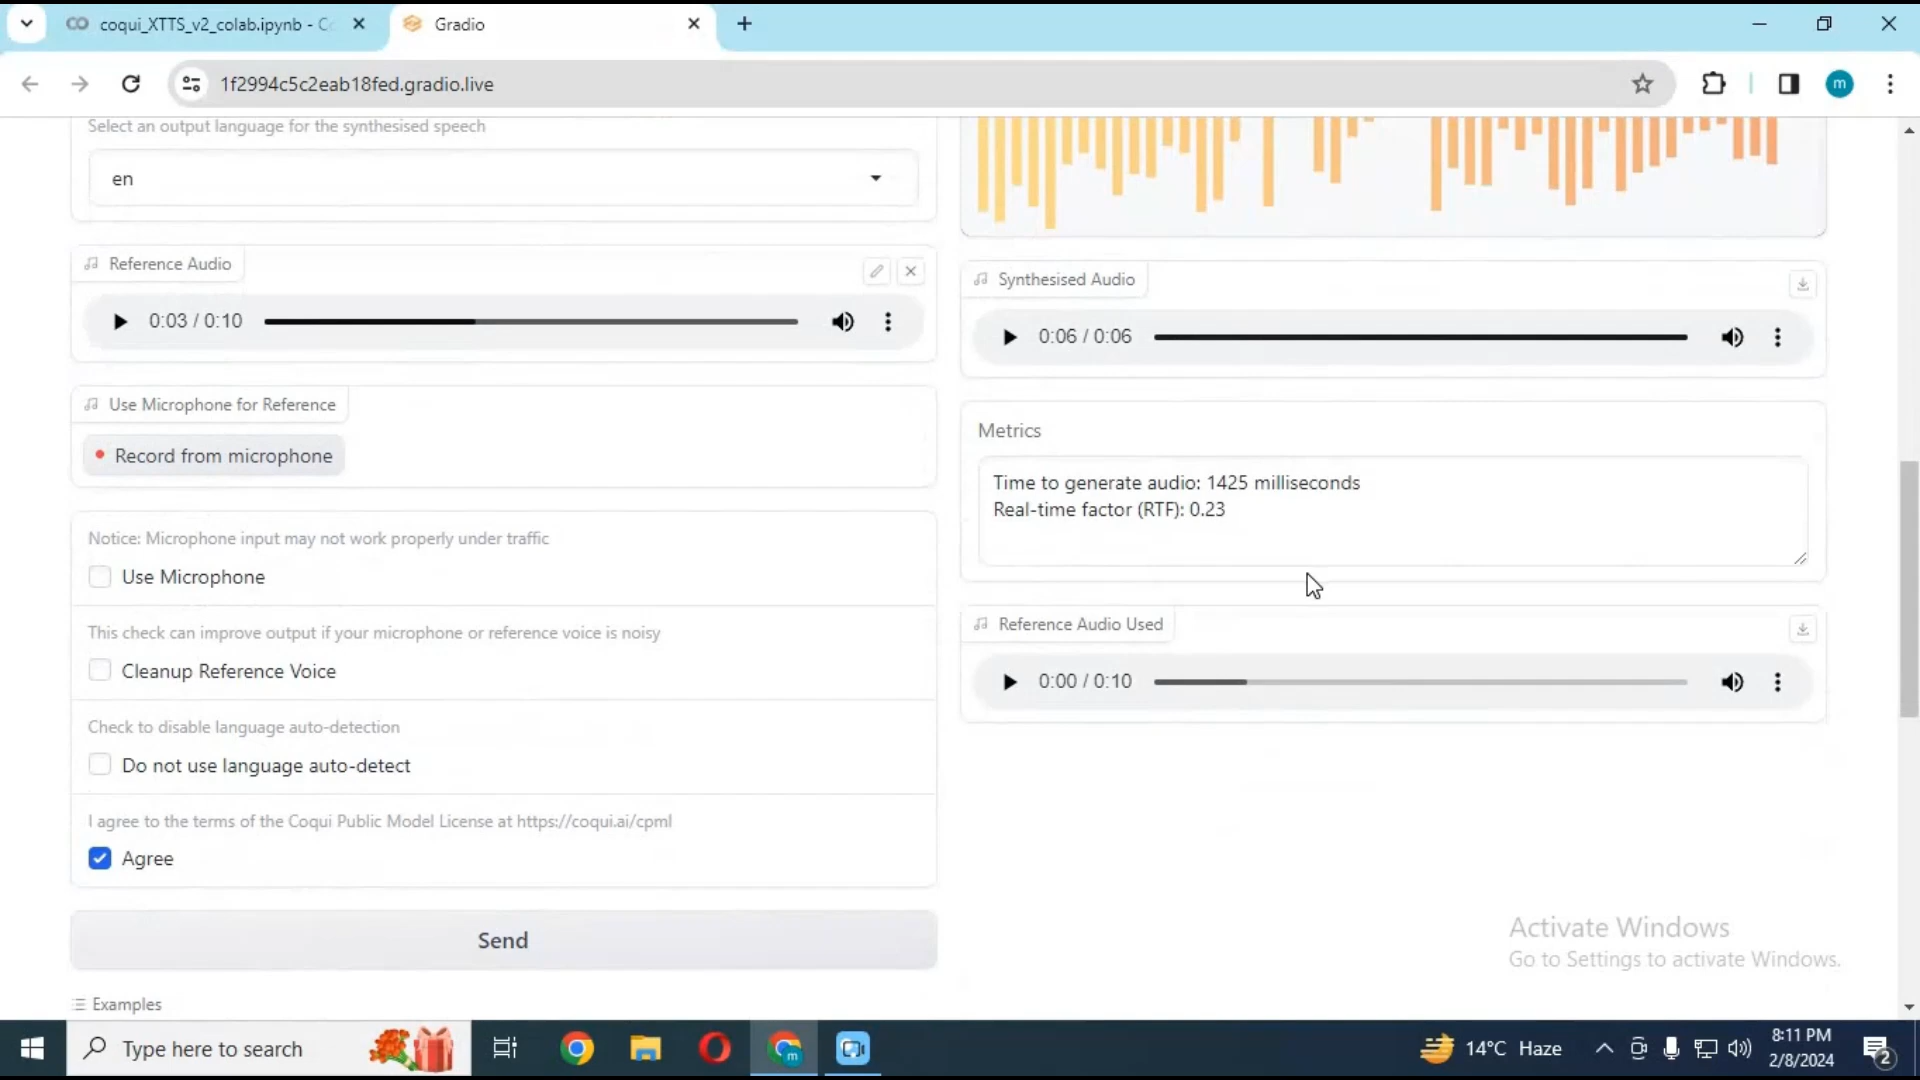 coqui_XTTS_v2_colab.ipynb - C
Gradio
1f2994c5c2eab18fed.gradio.live
m
Select an output language for the synthesised speech
en
Reference Audio
0:03 / 0:10
Use Microphone for Reference
Record from microphone
Notice: Microphone input may not work properly under traffic
Use Microphone
This check can improve output if your microphone or reference voice is noisy
Cleanup Reference Voice
Check to disable language auto-detection
Do not use language auto-detect
I agree to the terms of the Coqui Public Model License at https://coqui.ai/cpml
Agree
Send
Examples
Synthesised Audio
0:06 / 0:06
Metrics
Time to generate audio: 1425 milliseconds
Real-time factor (RTF): 0.23
Reference Audio Used
0:00 / 0:10
Activate Windows
Go to Settings to activate Windows.
Type here to search
m
14°C Haze
8:11 PM
2/8/2024
2